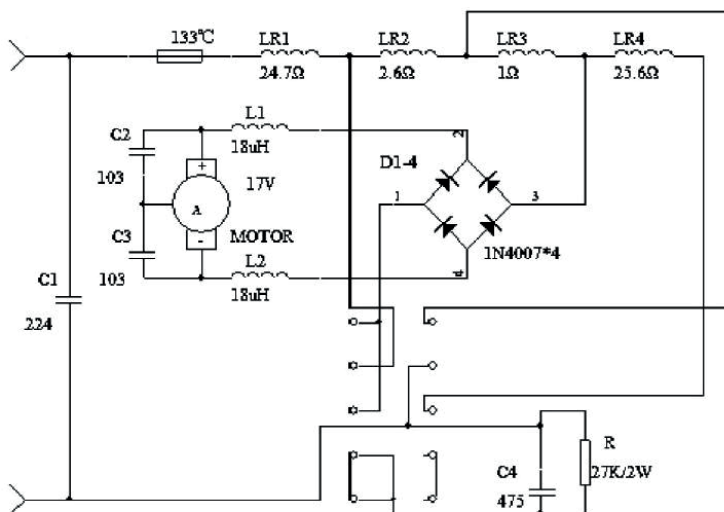 133℃
LR1
LR2
LR3
LR4
24.7Ω
2.6Ω
1Ω
25.6Ω
L1
18uH
C2
103
+
17V
A
D1-4
2
1
3
4
1N4007*4
C3
103
-
MOTOR
L2
18uH
C1
224
R
27K/2W
C4
475